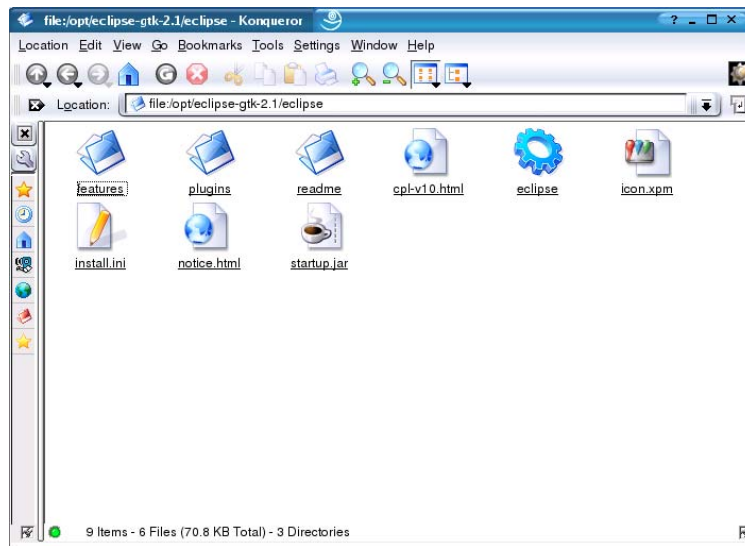 file:/opt/eclipse-gtk-2.1/eclipse - Konqueror
Location Edit View Go Bookmarks Tools Settings Window Help
Location: file:/opt/eclipse-gtk-2.1/eclipse
features plugins readme cpl-v10.html eclipse icon.xpm
install.ini notice.html startup.jar
9 Items - 6 Files (70.8 KB Total) - 3 Directories